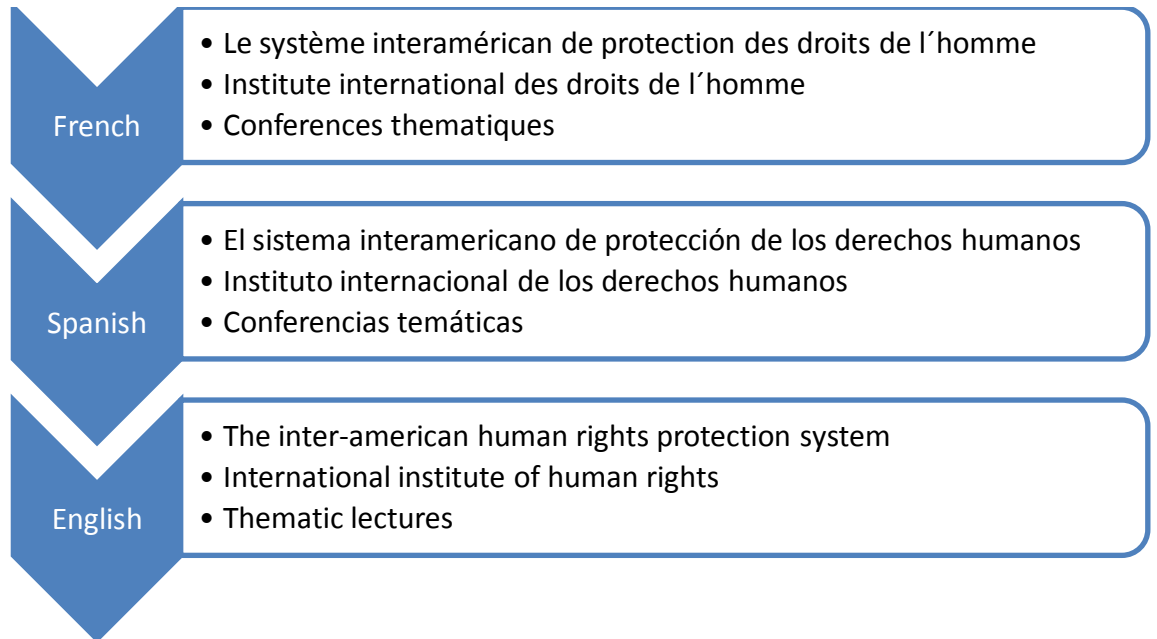 French
• Le système interamérican de protection des droits de l´homme
• Institute international des droits de l´homme
• Conferences thematiques
Spanish
• El sistema interamericano de protección de los derechos humanos
• Instituto internacional de los derechos humanos
• Conferencias temáticas
English
• The inter-american human rights protection system
• International institute of human rights
• Thematic lectures